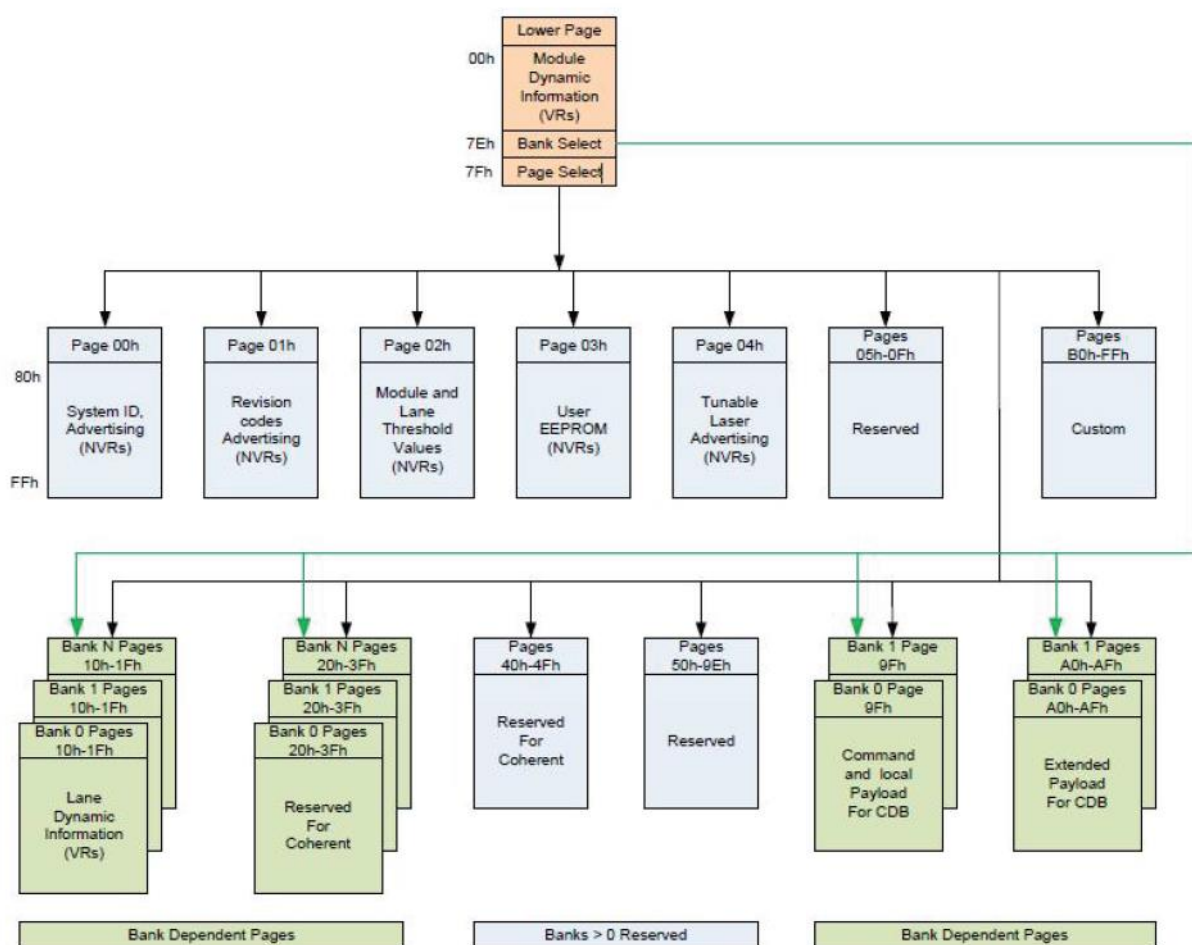 Lower Page
00h
Module
Dynamic
Information
(VRs)
7Eh
Bank Select
7Fh
Page Select
Page 00h
80h
System ID,
Advertising
(NVRs)
FFh
Page 01h
Revision
codes
Advertising
(NVRs)
Page 02h
Module and
Lane
Threshold
Values
(NVRs)
Page 03h
User
EEPROM
(NVRs)
Page 04h
Tunable
Laser
Advertising
(NVRs)
Pages
05h-0Fh
Reserved
Pages
B0h-FFh
Custom
Bank N Pages
10h-1Fh
Bank 1 Pages
10h-1Fh
Bank 0 Pages
10h-1Fh
Lane
Dynamic
Information
(VRs)
Bank N Pages
20h-3Fh
Bank 1 Pages
20h-3Fh
Bank 0 Pages
20h-3Fh
Reserved
For
Coherent
Pages
40h-4Fh
Reserved
For
Coherent
Pages
50h-9Eh
Reserved
Bank 1 Page
9Fh
Bank 0 Page
9Fh
Command
and local
Payload
For CDB
Bank 1 Pages
A0h-AFh
Bank 0 Pages
A0h-AFh
Extended
Payload
For CDB
Bank Dependent Pages
Banks > 0 Reserved
Bank Dependent Pages